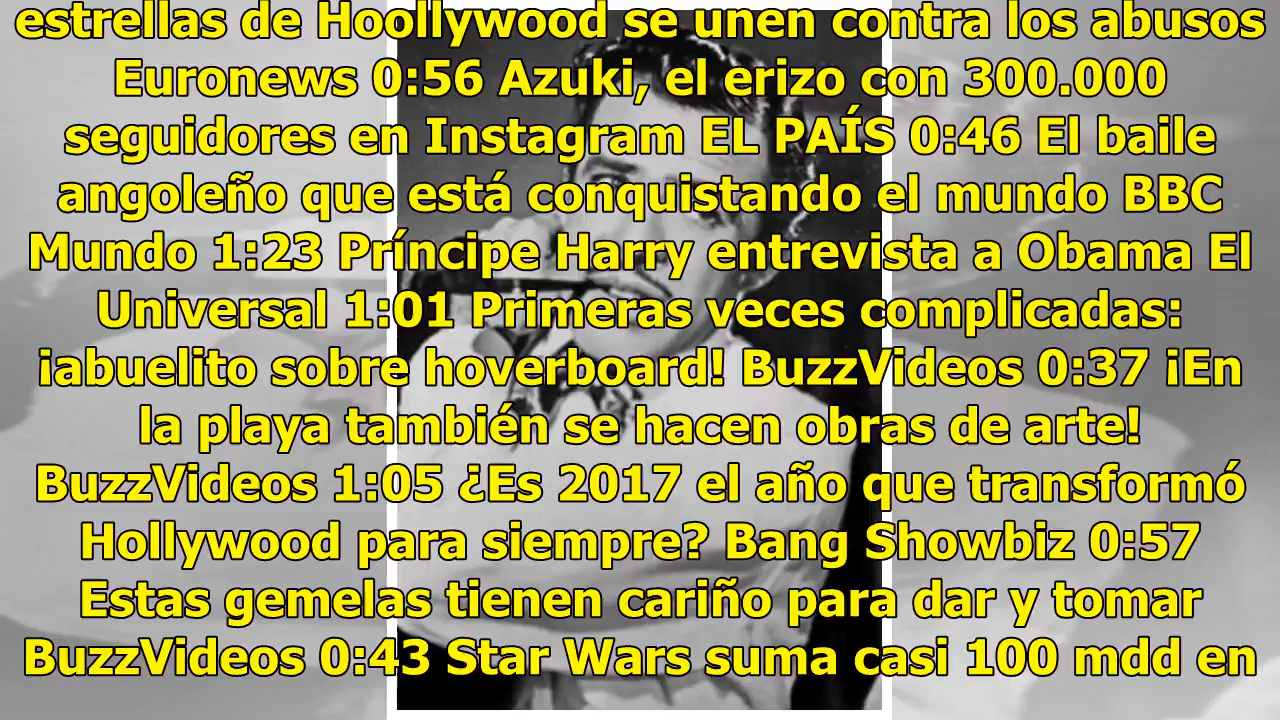 estrellas de Hoollywood se unen contra los abusos
Euronews 0:56 Azuki, el erizo con 300.000
seguidores en Instagram EL PAÍS 0:46 El baile
angoleño que está conquistando el mundo BBC
Mundo 1:23 Príncipe Harry entrevista a Obama El
Universal 1:01 Primeras veces complicadas:
¡abuelito sobre hoverboard! BuzzVideos 0:37 ¡En
la playa también se hacen obras de arte!
BuzzVideos 1:05 ¿Es 2017 el año que transformó
Hollywood para siempre? Bang Showbiz 0:57
Estas gemelas tienen cariño para dar y tomar
BuzzVideos 0:43 Star Wars suma casi 100 mdd en